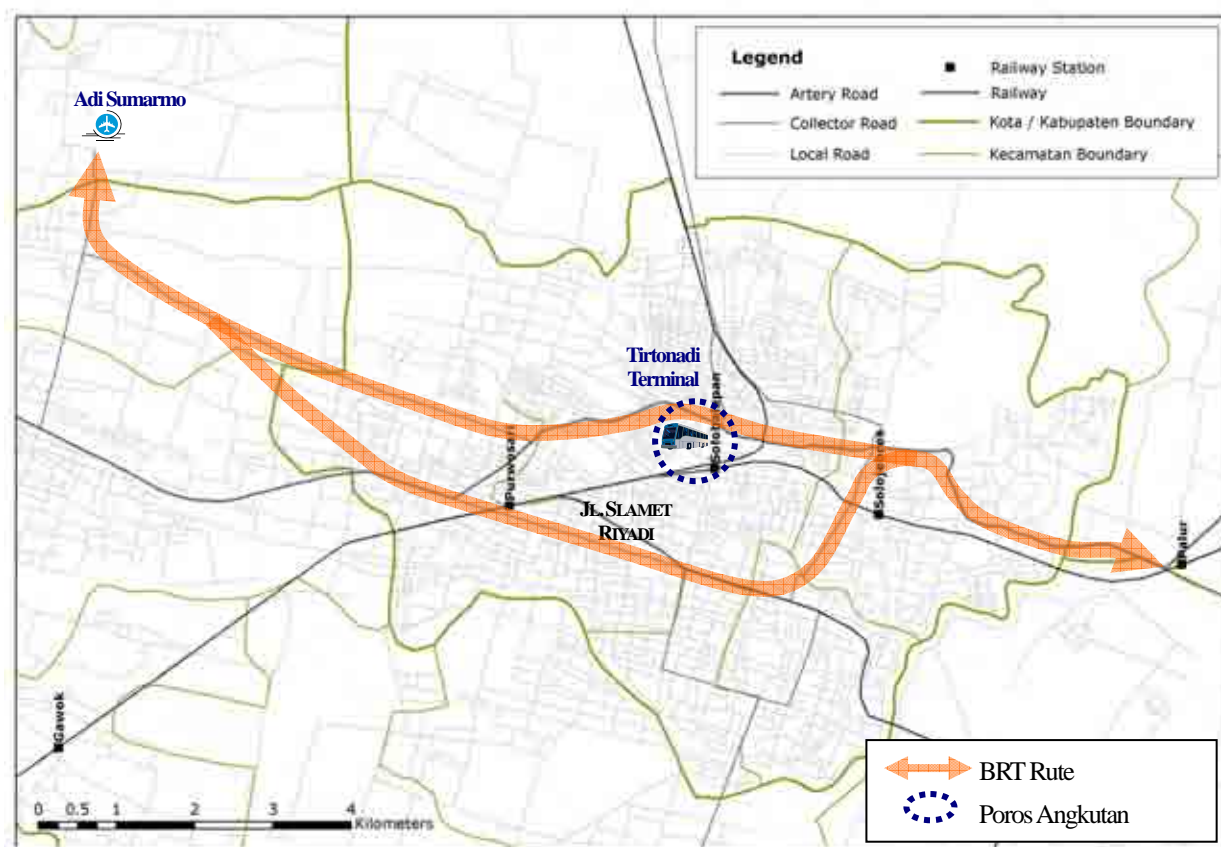 Legend
Railway Station
Artery Road
Railway
Collector Road
Kota / Kabupaten Boundary
Local Road
Kecamatan Boundary
Adi Sumarmo
Tirtonadi
Terminal
Purwosari
Solojebres
JL. SLAMET
RIYADI
Palur
Gawok
0 0.5 1 2 3 4
Kilometers
BRT Rute
Poros Angkutan